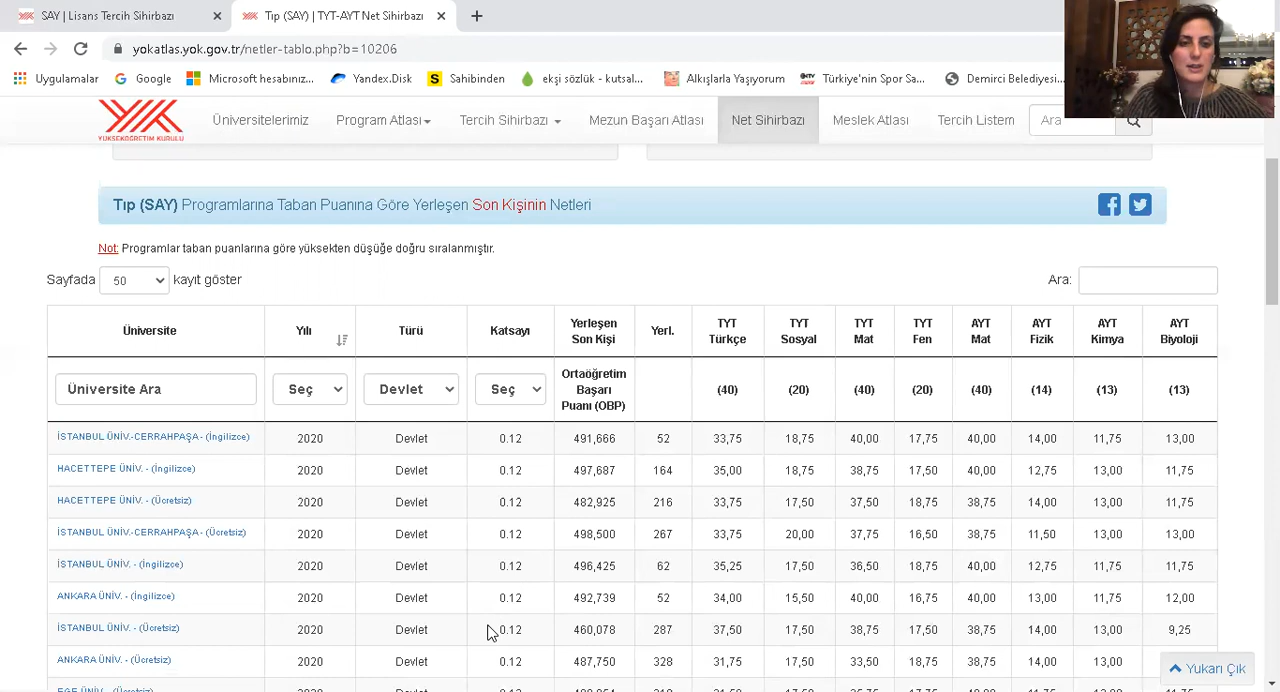 SAY | Lisans Tercih Sihirbazı
Tıp (SAY) | TYT-AYT Net Sihirbazı
yokatlas.yok.gov.tr/netler-tablo.php?b=10206
Uygulamalar Google Microsoft hesabınız... Yandex.Disk Sahibinden ekşi sözlük - kutsal... Alkışlarla Yaşıyorum Türkiye'nin Spor Sa... Demirci Belediyesi...
YÜKSEKÖĞRETİM KURULU
Üniversitelerimiz Program Atlası Tercih Sihirbazı Mezun Başarı Atlası Net Sihirbazı Meslek Atlası Tercih Listem Ara
Tıp (SAY) Programlarına Taban Puanına Göre Yerleşen Son Kişinin Netleri
Not: Programlar taban puanlarına göre yüksekten düşüğe doğru sıralanmıştır.
Sayfada 50 kayıt göster Ara:
Üniversite Yılı Türü Katsayı Yerleşen Son Kişi Yerl. TYT Türkçe TYT Sosyal TYT Mat TYT Fen AYT Mat AYT Fizik AYT Kimya AYT Biyoloji
Üniversite Ara Seç Devlet Seç Ortaöğretim Başarı Puanı (OBP) (40) (20) (40) (20) (40) (14) (13) (13)
İSTANBUL ÜNİV.-CERRAHPAŞA - (İngilizce) 2020 Devlet 0.12 491,666 52 33,75 18,75 40,00 17,75 40,00 14,00 11,75 13,00
HACETTEPE ÜNİV. - (İngilizce) 2020 Devlet 0.12 497,687 164 35,00 18,75 38,75 17,50 40,00 12,75 13,00 11,75
HACETTEPE ÜNİV. - (Ücretsiz) 2020 Devlet 0.12 482,925 216 33,75 17,50 37,50 18,75 38,75 14,00 13,00 11,75
İSTANBUL ÜNİV.-CERRAHPAŞA - (Ücretsiz) 2020 Devlet 0.12 498,500 267 33,75 20,00 37,75 16,50 38,75 11,50 13,00 13,00
İSTANBUL ÜNİV. - (İngilizce) 2020 Devlet 0.12 496,425 62 35,25 17,50 36,50 18,75 40,00 12,75 11,75 11,75
ANKARA ÜNİV. - (İngilizce) 2020 Devlet 0.12 492,739 52 34,00 15,50 40,00 16,75 40,00 13,00 11,75 12,00
İSTANBUL ÜNİV. - (Ücretsiz) 2020 Devlet 0.12 460,078 287 37,50 17,50 38,75 17,50 38,75 14,00 13,00 9,25
ANKARA ÜNİV. - (Ücretsiz) 2020 Devlet 0.12 487,750 328 31,75 17,50 33,50 18,75 38,75 14,00 13,00
Yukarı Çık
EGE ÜNİV. - (Ücretsiz) 2020 Devlet 0.12